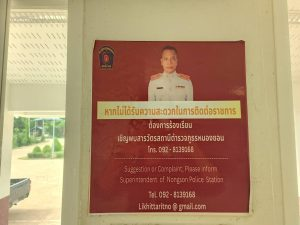 หากไม่ได้รับความสะดวกในการติดต่อราชการ
ต้องการร้องเรียน
เชิญพบสารวัตรสถานีตำรวจภูธรหนองซอน
โทร. 092 - 8139168
Suggestion or Complaint, Please inform
Superintendent of Nongson Police Station
Tel. 092 - 8139168
Likhittaritno @ gmail.com